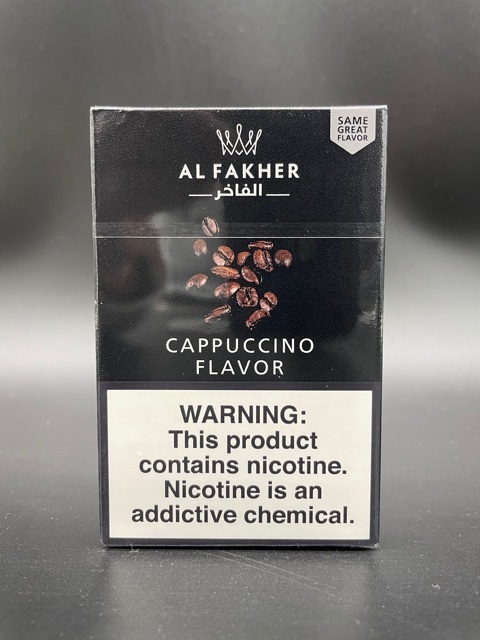 SAME
GREAT
FLAVOR
AL FAKHER
الفاخر
CAPPUCCINO
FLAVOR
WARNING:
This product
contains nicotine.
Nicotine is an
addictive chemical.